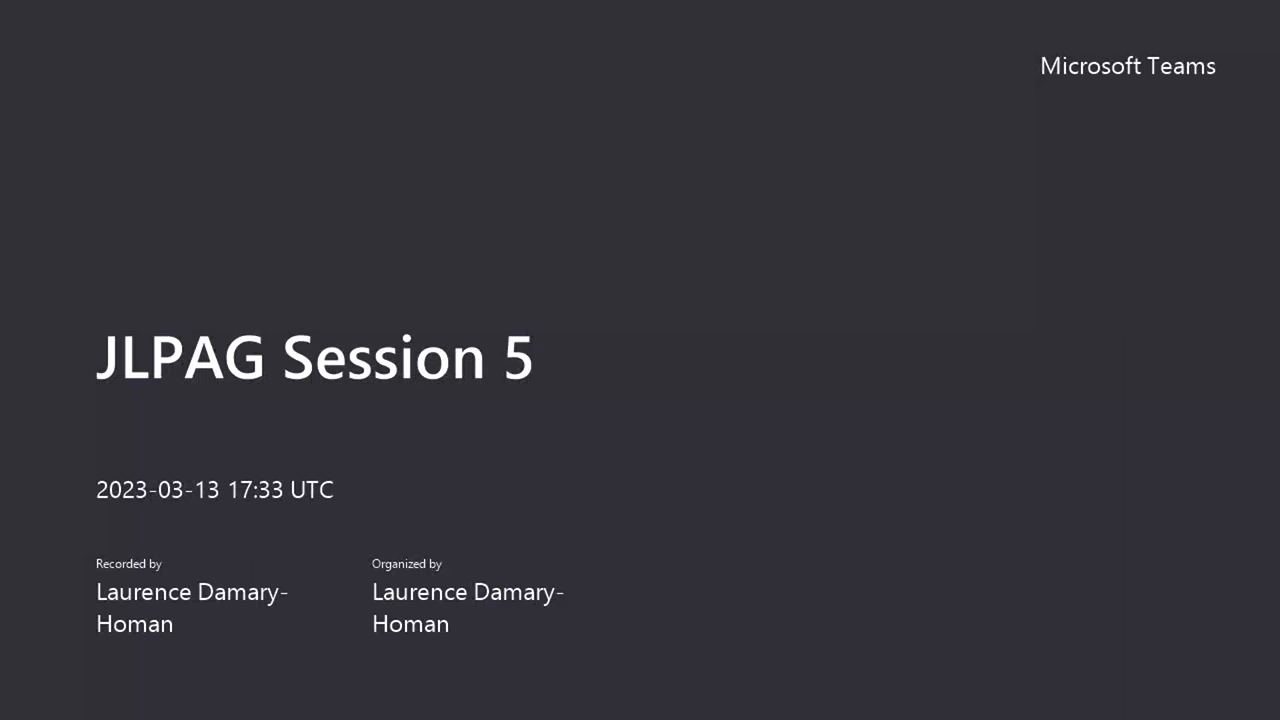 Microsoft Teams
JLPAG Session 5
2023-03-13 17:33 UTC
Recorded by
Laurence Damary-
Homan
Organized by
Laurence Damary-
Homan